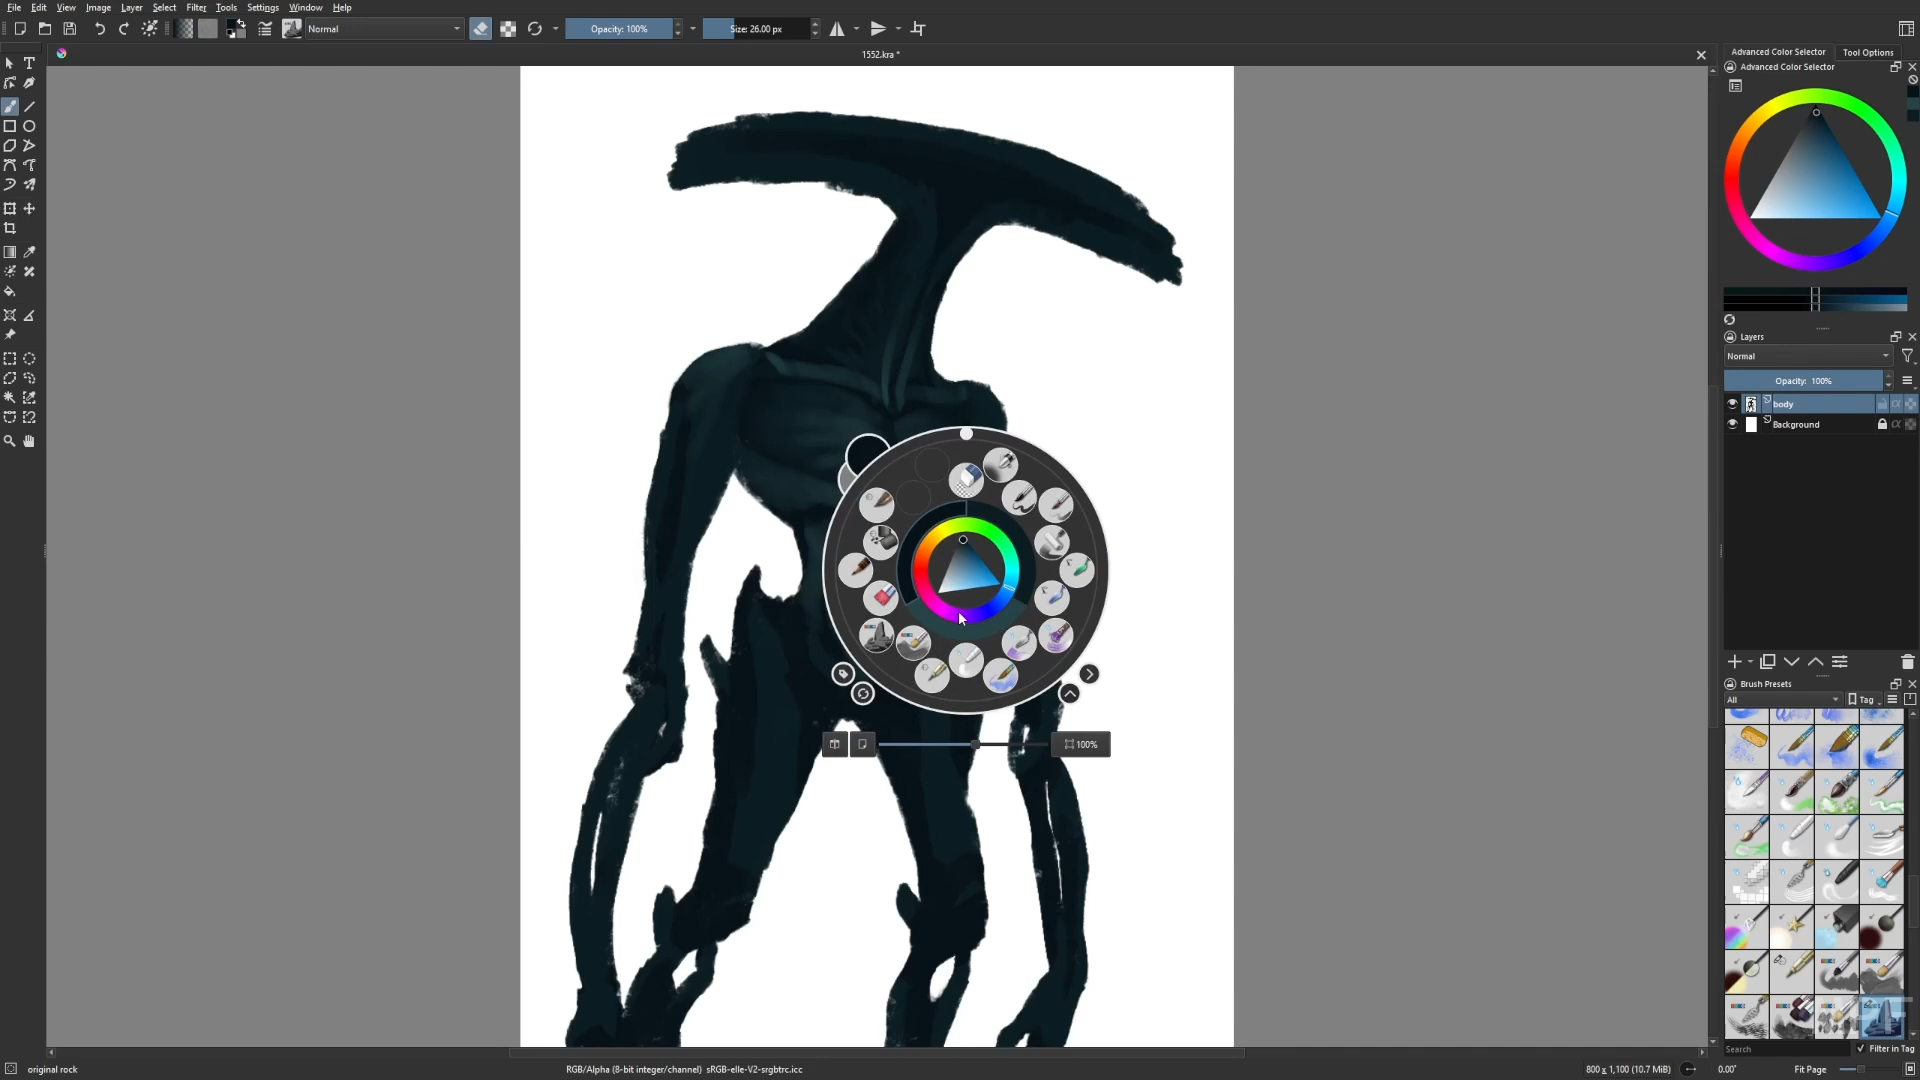 File Edit View Image Layer Select Filter Tools Settings Window Help
Normal Opacity: 100% Size: 26.00 px
1552.kra *
Advanced Color Selector Tool Options
Advanced Color Selector
Layers
Normal
Opacity: 100%
body
Background
100%
Brush Presets
All Tag
Search Filter in Tag
original rock RGB/Alpha (8-bit integer/channel) sRGB-elle-V2-srgbtrc.icc 800 x 1,100 (10.7 MiB) 0.00° Fit Page